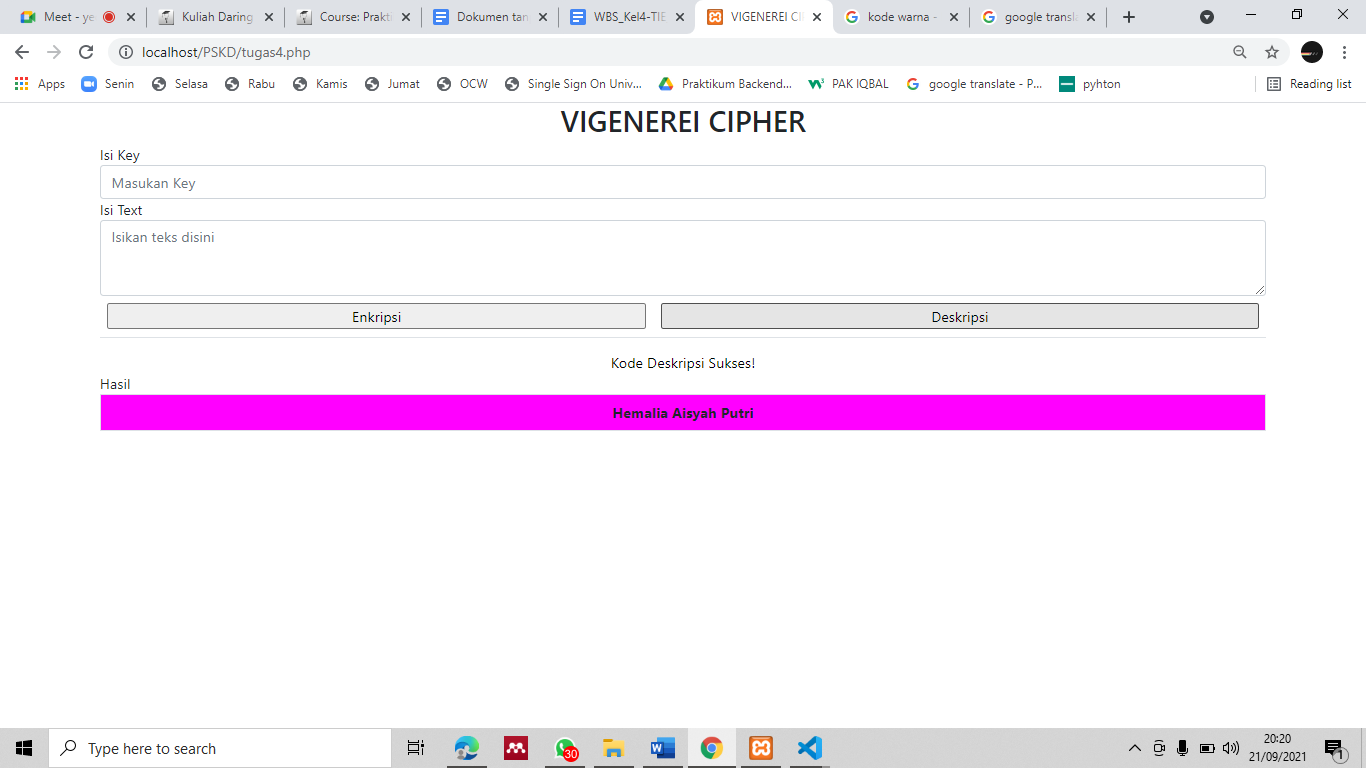 Meet - ye
Kuliah Daring
Course: Prakti
Dokumen tan
WBS_Kel4-TIE
VIGENEREI CI
kode warna -
google transla
localhost/PSKD/tugas4.php
Apps
Senin
Selasa
Rabu
Kamis
Jumat
OCW
Single Sign On Univ...
Praktikum Backend...
PAK IQBAL
google translate - P...
pyhton
Reading list
VIGENEREI CIPHER
Isi Key
Masukan Key
Isi Text
Isikan teks disini
Enkripsi
Deskripsi
Kode Deskripsi Sukses!
Hasil
Hemalia Aisyah Putri
Type here to search
30
20:20
21/09/2021
1